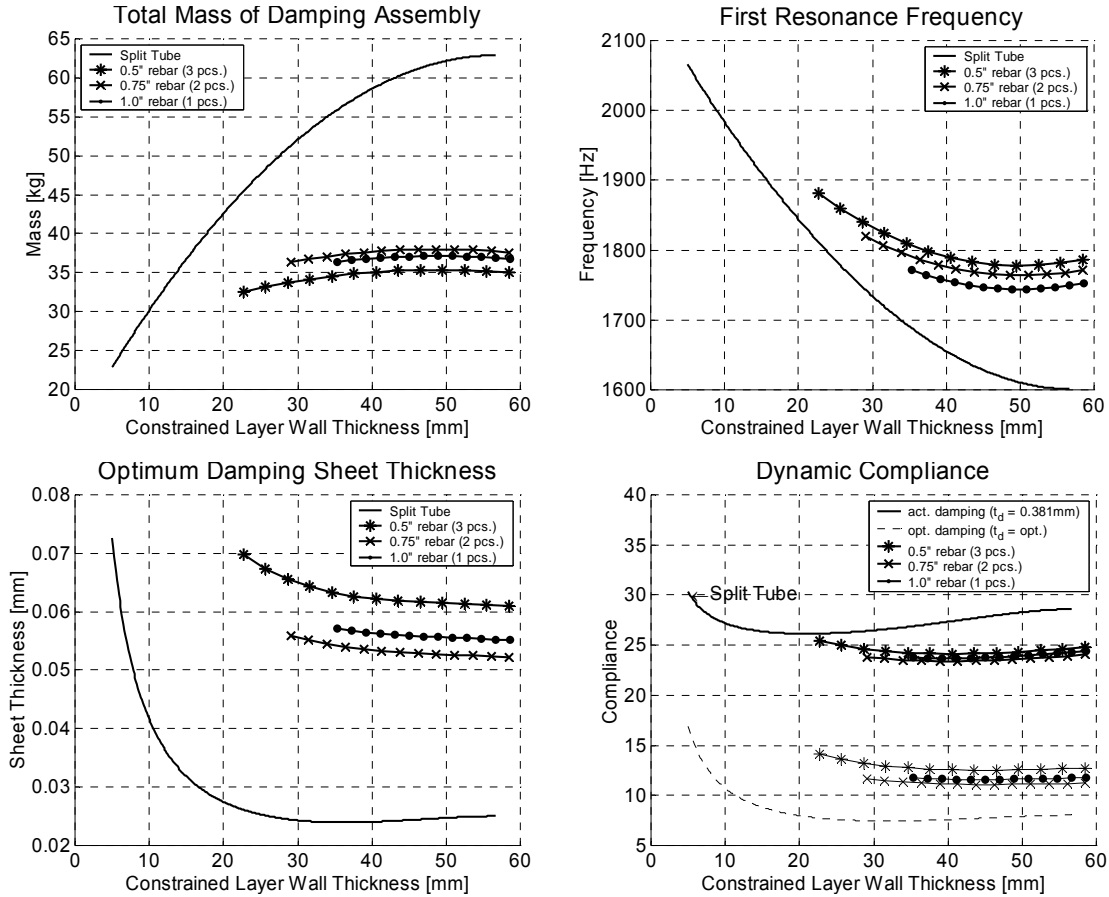 Total Mass of Damping Assembly
65
60
55
50
45
40
35
30
25
20
Mass [kg]
Split Tube
0.5" rebar (3 pcs.)
0.75" rebar (2 pcs.)
1.0" rebar (1 pcs.)
0 10 20 30 40 50 60
Constrained Layer Wall Thickness [mm]
First Resonance Frequency
2100
2000
1900
1800
1700
1600
Frequency [Hz]
Split Tube
0.5" rebar (3 pcs.)
0.75" rebar (2 pcs.)
1.0" rebar (1 pcs.)
0 10 20 30 40 50 60
Constrained Layer Wall Thickness [mm]
Optimum Damping Sheet Thickness
0.08
0.07
0.06
0.05
0.04
0.03
0.02
Sheet Thickness [mm]
Split Tube
0.5" rebar (3 pcs.)
0.75" rebar (2 pcs.)
1.0" rebar (1 pcs.)
0 10 20 30 40 50 60
Constrained Layer Wall Thickness [mm]
Dynamic Compliance
40
35
30
25
20
15
10
5
Compliance
act. damping (t_d = 0.381mm)
opt. damping (t_d = opt.)
0.5" rebar (3 pcs.)
0.75" rebar (2 pcs.)
1.0" rebar (1 pcs.)
Split Tube
0 10 20 30 40 50 60
Constrained Layer Wall Thickness [mm]